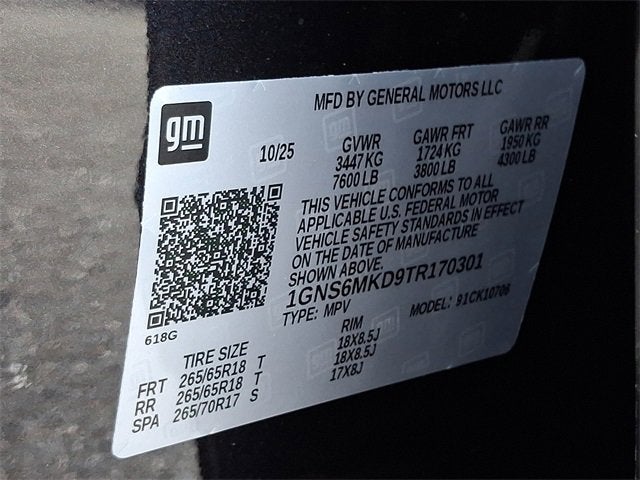 MFD BY GENERAL MOTORS LLC
gm
10/25
GVWR GAWR FRT GAWR RR
3447 KG 1724 KG 1950 KG
7600 LB 3800 LB 4300 LB
THIS VEHICLE CONFORMS TO ALL
APPLICABLE U.S. FEDERAL MOTOR
VEHICLE SAFETY STANDARDS IN EFFECT
ON THE DATE OF MANUFACTURE
SHOWN ABOVE.
1GNS6MKD9TR170301
TYPE: MPV MODEL: 91CK10706
618G
TIRE SIZE RIM
FRT 265/65R18 T 18X8.5J
RR 265/65R18 T 18X8.5J
SPA 265/70R17 S 17X8J